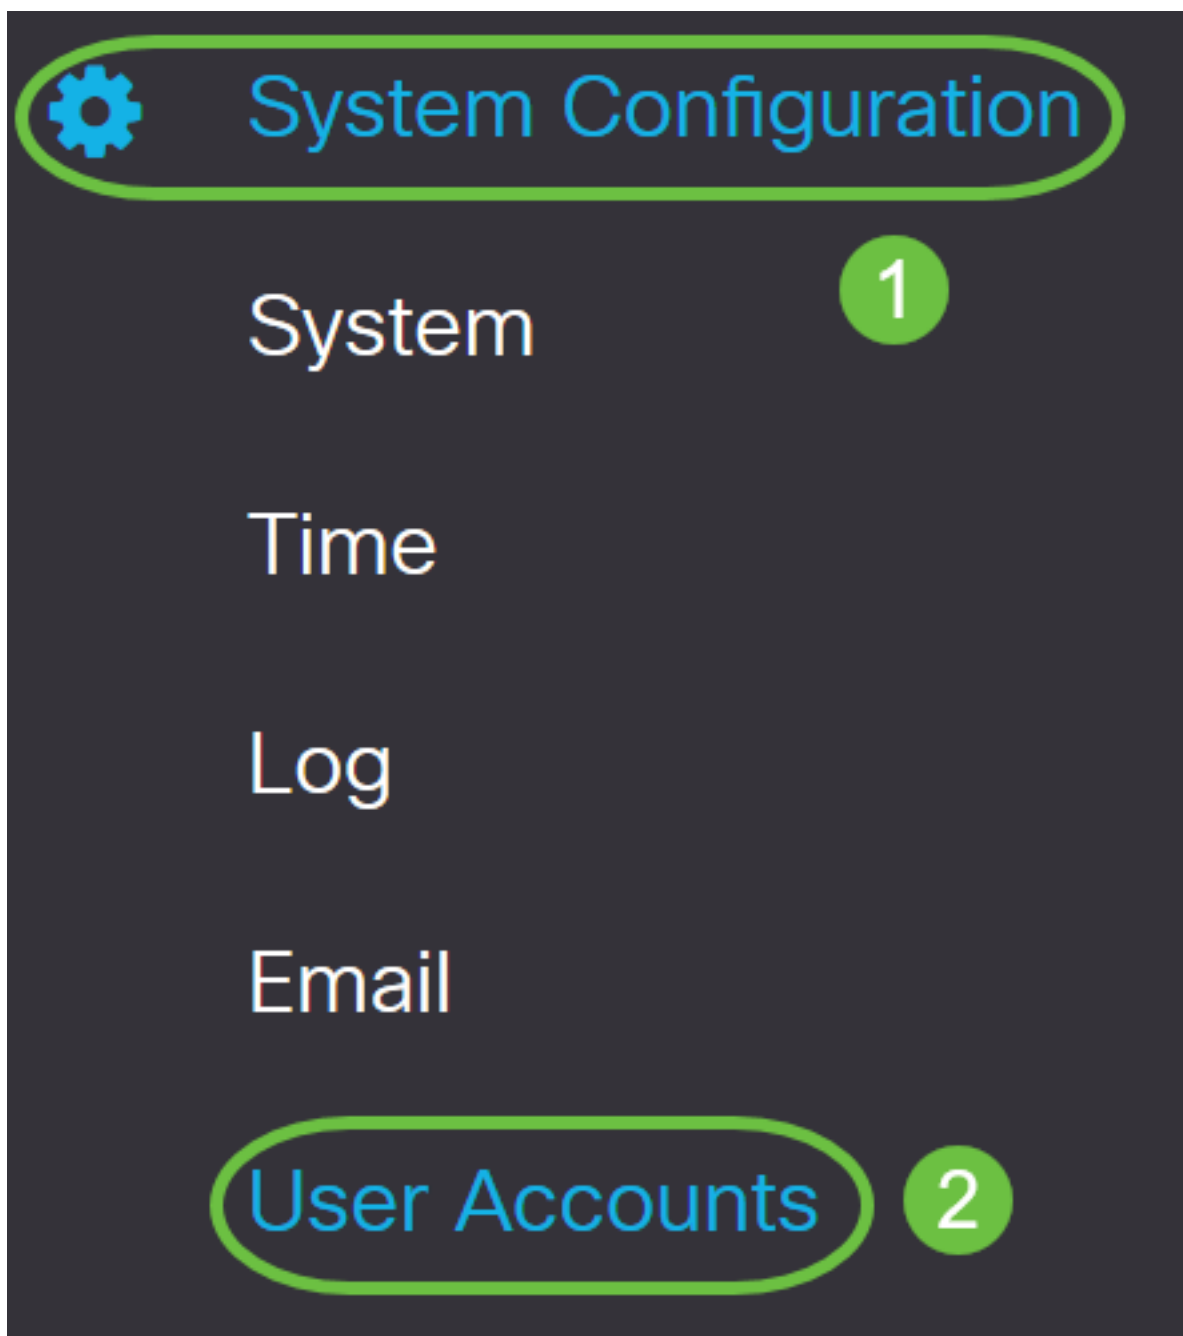 System Configuration
1
System
Time
Log
Email
User Accounts 2